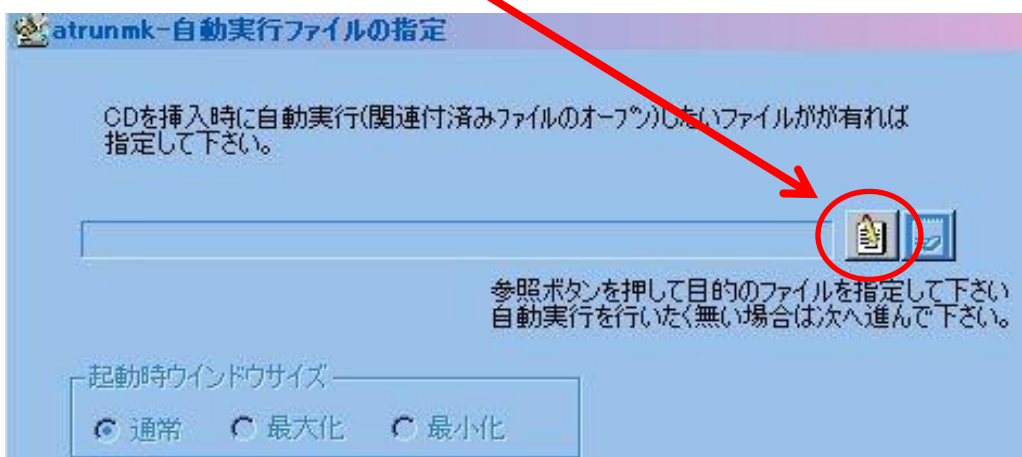 atrunmk-自動実行ファイルの指定
CDを挿入時に自動実行(関連付済みファイルのオープン)したいファイルがが有れば
指定して下さい。
参照ボタンを押して目的のファイルを指定して下さい
自動実行を行いたく無い場合は次へ進んで下さい。
起動時ウインドウサイズ
通常 最大化 最小化